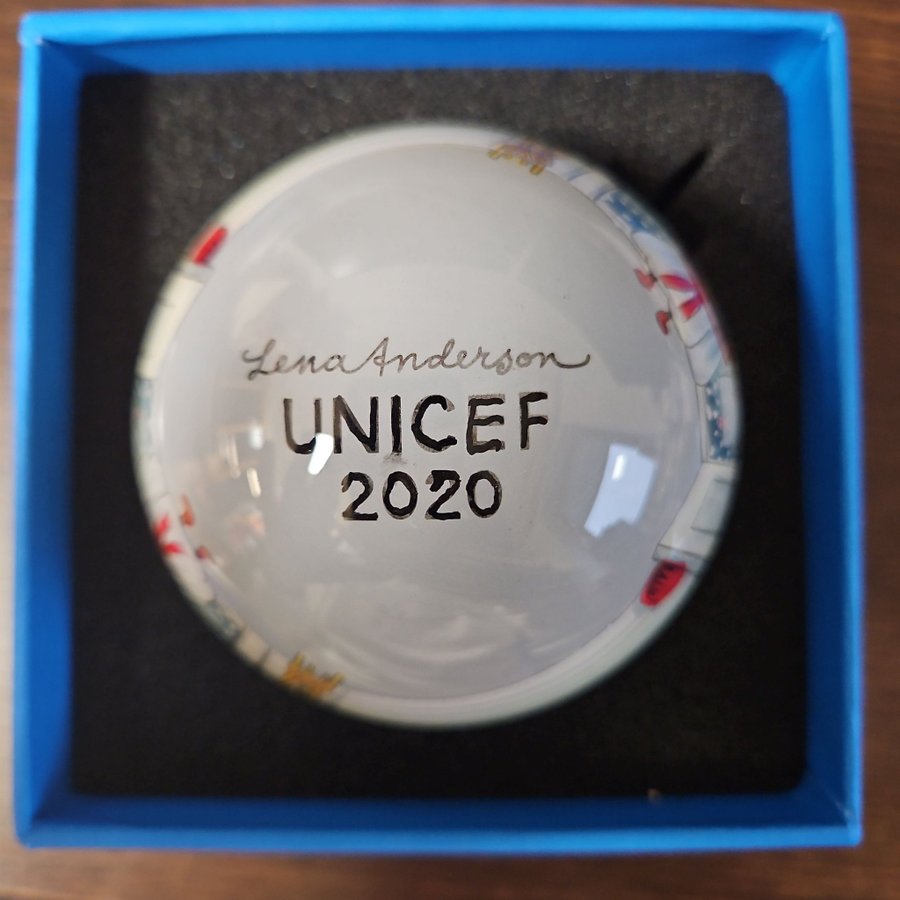 Lena Anderson
UNICEF
2020